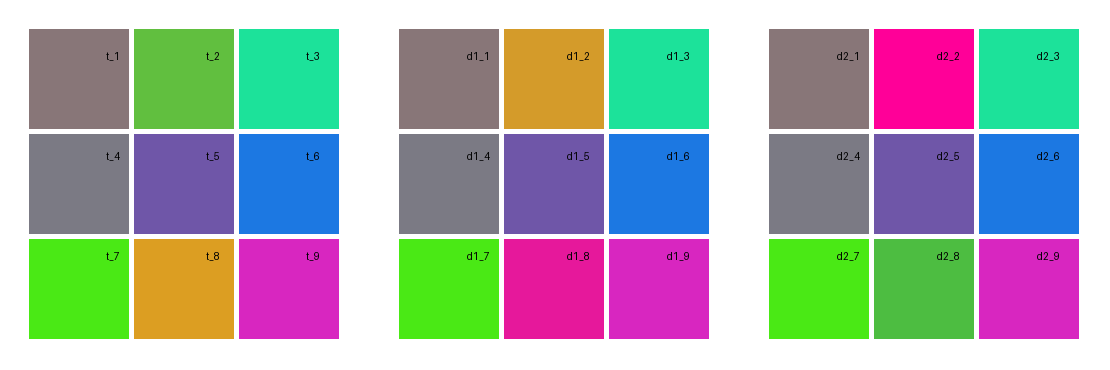 t_1 t_2 t_3 d1_1 d1_2 d1_3 d2_1 d2_2 d2_3
t_4 t_5 t_6 d1_4 d1_5 d1_6 d2_4 d2_5 d2_6
t_7 t_8 t_9 d1_7 d1_8 d1_9 d2_7 d2_8 d2_9